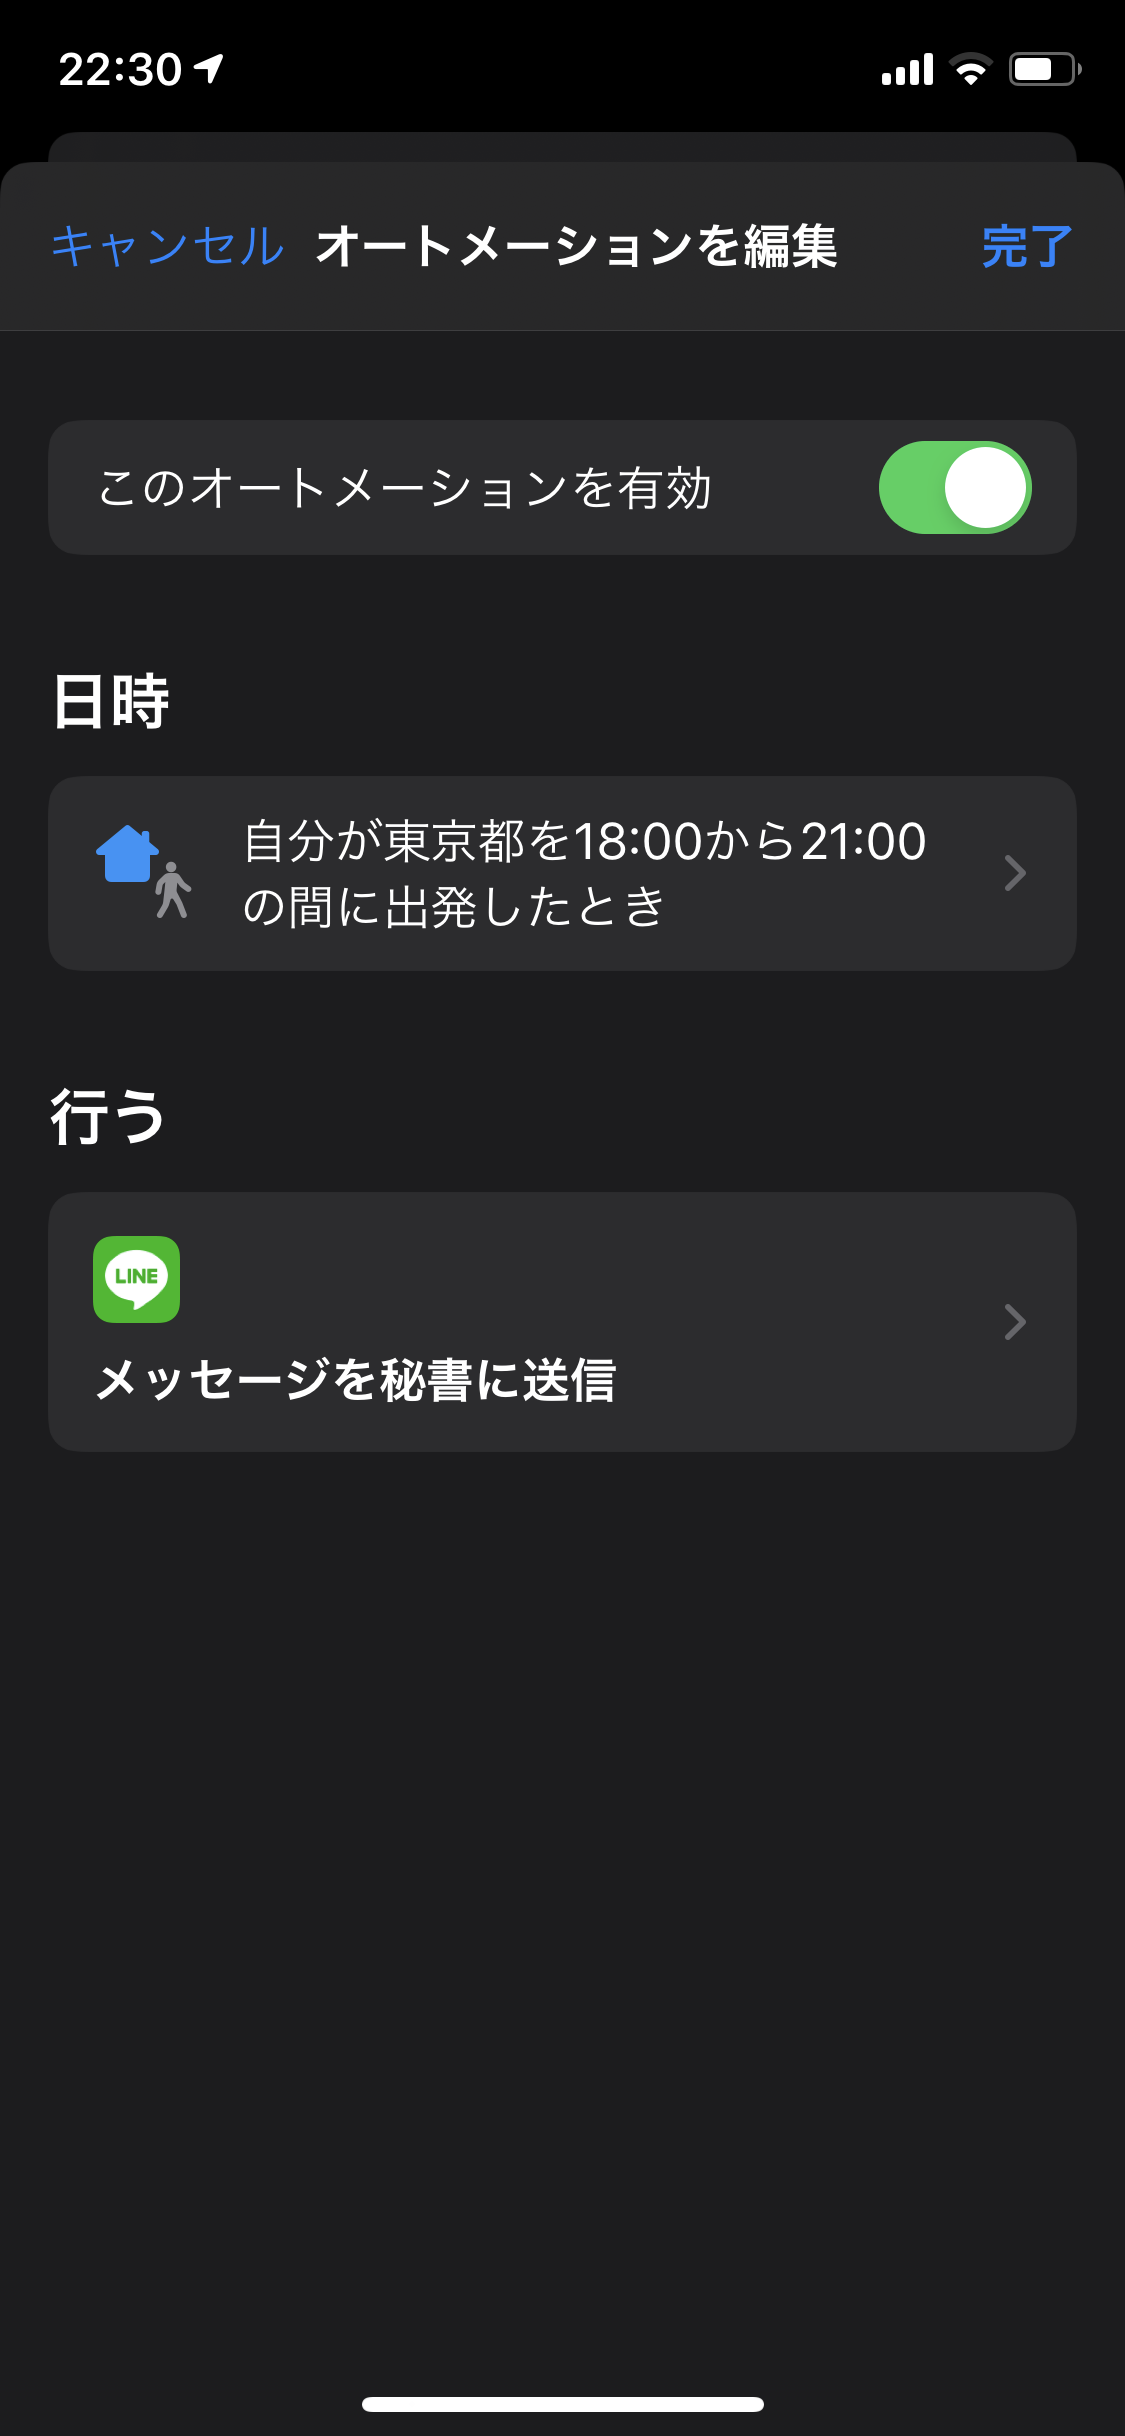 22:30
キャンセル オートメーションを編集 完了
このオートメーションを有効
日時
自分が東京都を18:00から21:00
の間に出発したとき
行う
LINE
メッセージを秘書に送信